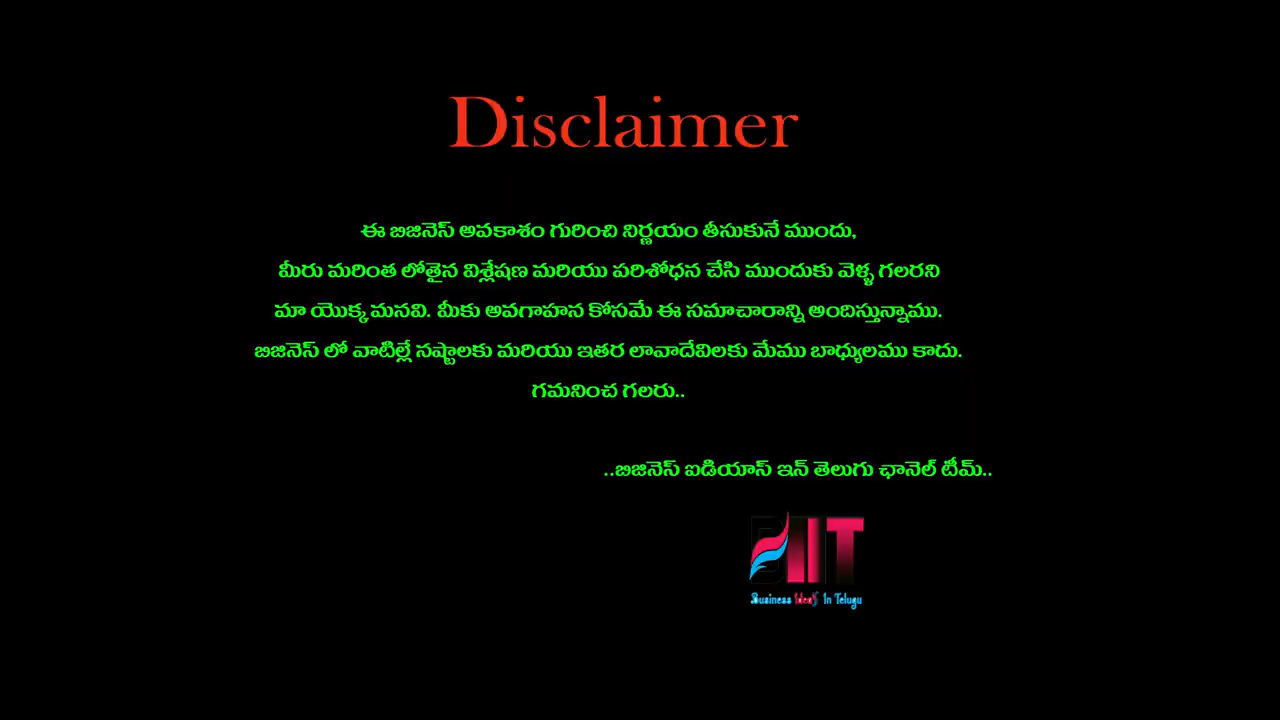 Disclaimer
ఈ బిజినెస్ అవకాశం గురించి నిర్ణయం తీసుకునే ముందు,
మీరు మరింత లోతైన విశ్లేషణ మరియు పరిశోధన చేసి ముందుకు వెళ్ళ గలరని
మా యొక్క మనవి. మీకు అవగాహన కోసమే ఈ సమాచారాన్ని అందిస్తున్నాము.
బిజినెస్ లో వాటిల్లే నష్టాలకు మరియు ఇతర లావాదేవిలకు మేము బాధ్యులము కాదు.
గమనించ గలరు..
..బిజినెస్ ఐడియాస్ ఇన్ తెలుగు ఛానెల్ టీమ్..
BIIT
Business IdeaS In Telugu